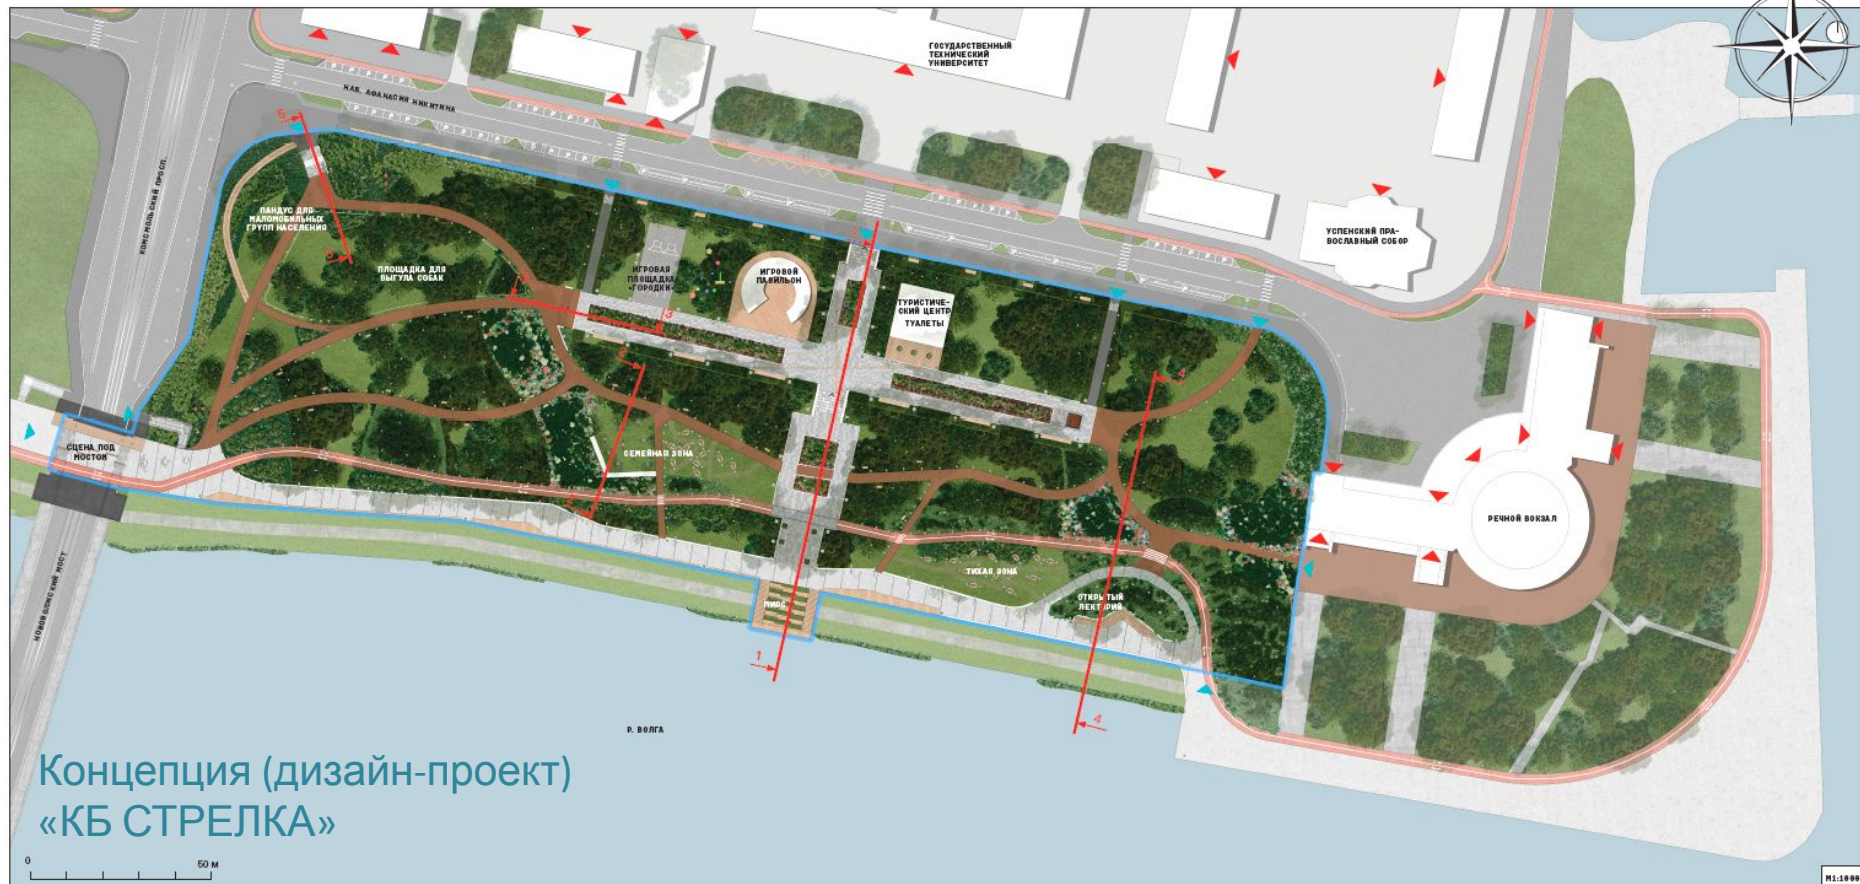 ГОСУДАРСТВЕННЫЙ
ТЕХНИЧЕСКИЙ
УНИВЕРСИТЕТ
НАБ. АФАНАСИЯ НИКИТИНА
КОМСМОЛЬСКИЙ ПРОСП.
ПАНДУС ДЛЯ
МАЛОМОБИЛЬНЫХ
ГРУПП НАСЕЛЕНИЯ
ПЛОЩАДКА ДЛЯ
ВЫГУЛА СОБАК
ИГРОВАЯ
ПЛОЩАДКА
«ГОРОДКИ»
ИГРОВОЙ
ПАВИЛЬОН
ТУРИСТИЧЕ-
СКИЙ ЦЕНТР
ТУАЛЕТЫ
УСПЕНСКИЙ ПРА-
ВОСЛАВНЫЙ СОБОР
СЦЕНА ПОД
МОСТОМ
СЕМЕЙНАЯ ЗОНА
РЕЧНОЙ ВОКЗАЛ
ТИХАЯ ЗОНА
ОТКРЫТЫЙ
ЛЕКТОРИЙ
ПИРС
НОВОВОЛЖСКИЙ МОСТ
5
3
4
1
4
Р. ВОЛГА
Концепция (дизайн-проект)
«КБ СТРЕЛКА»
0 50 М
М1:1000